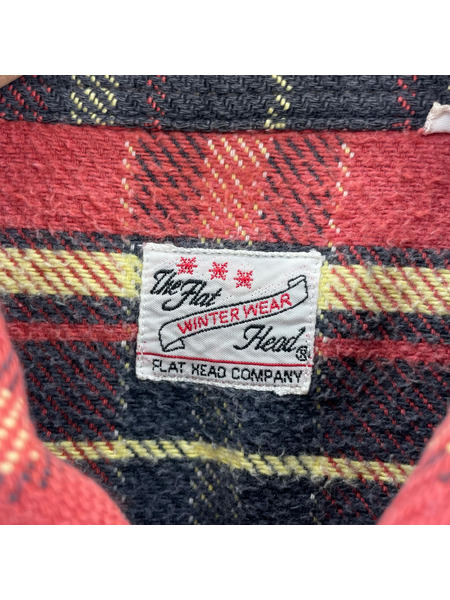 The Flat
WINTER WEAR
Head®
FLAT HEAD COMPANY